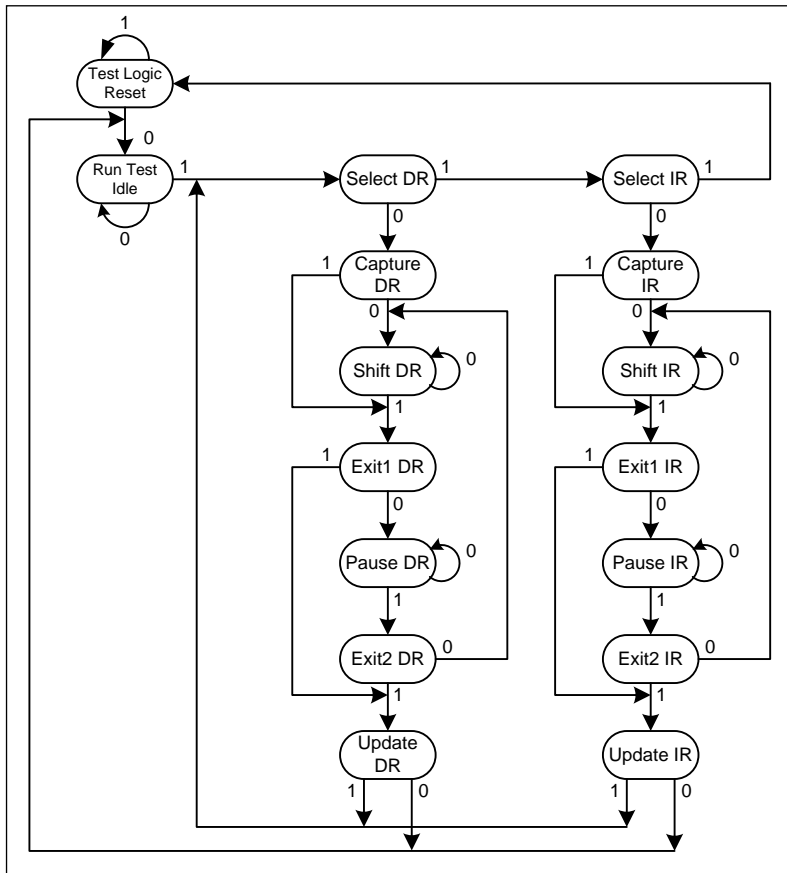 1
Test Logic
Reset
0
Run Test
Idle
1
0
Select DR
1
0
Select IR
1
0
Capture
DR
1
0
Capture
IR
1
0
Shift DR
0
1
Shift IR
0
1
Exit1 DR
1
0
Exit1 IR
1
0
Pause DR
0
1
Pause IR
0
1
Exit2 DR
0
1
Exit2 IR
0
1
Update
DR
1
0
Update IR
1
0